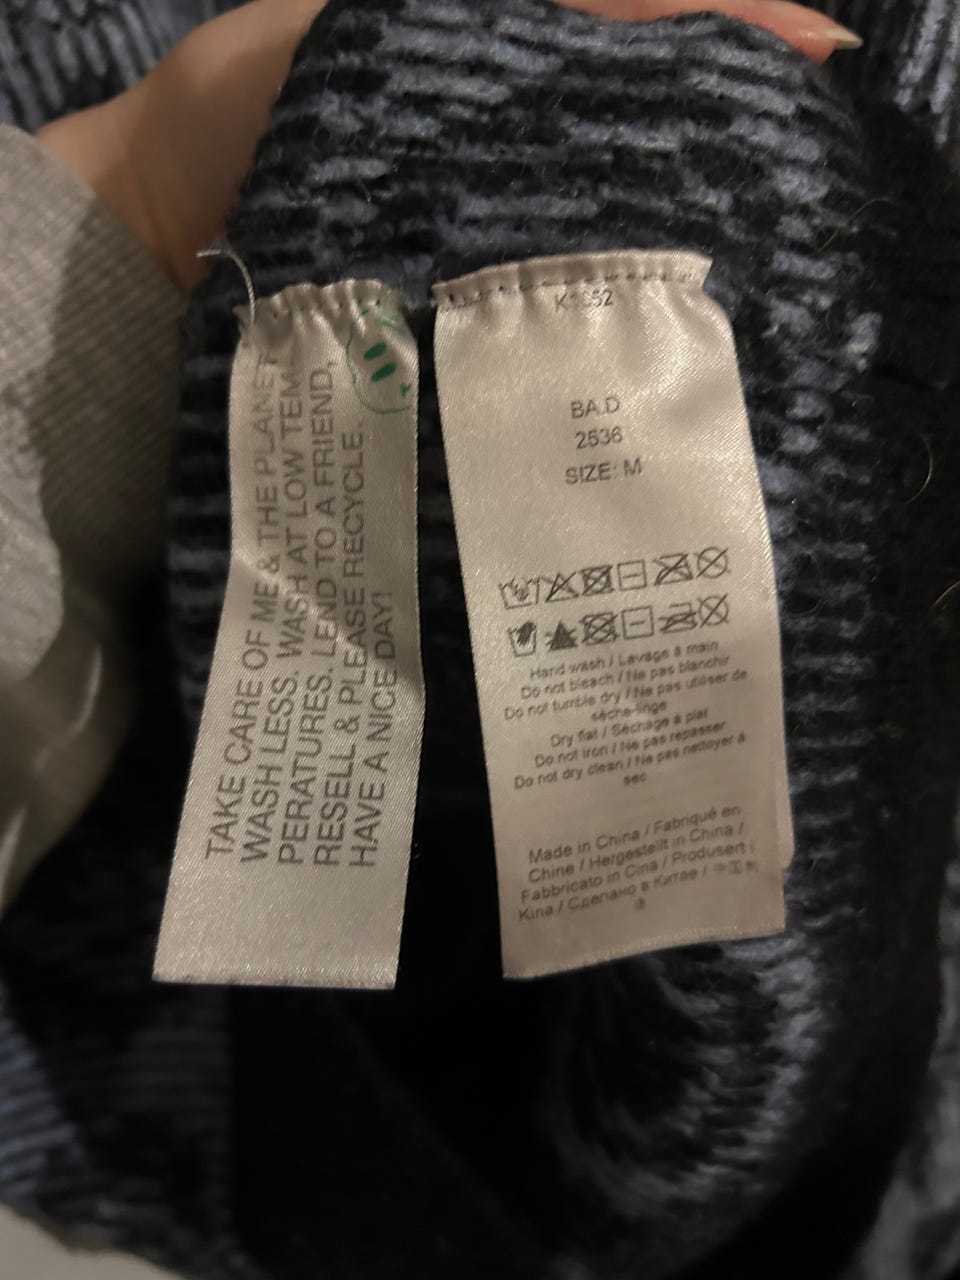 TAKE CARE OF ME & THE PLANET
WASH LESS. WASH AT LOW TEM-
PERATURES. LEND TO A FRIEND,
RESELL & PLEASE RECYCLE.
HAVE A NICE DAY!
BA.D
2536
SIZE: M
Hand wash / Lavage à main
Do not bleach / Ne pas blanchir
Do not tumble dry / Ne pas utiliser de
sèche-linge
Dry flat / Séchage à plat
Do not iron / Ne pas repasser
Do not dry clean / Ne pas nettoyer à
sec
Made in China / Fabriqué en
Chine / Hergestellt in China /
Fabbricato in Cina / Produsert i
Kina / Сделано в Китае /